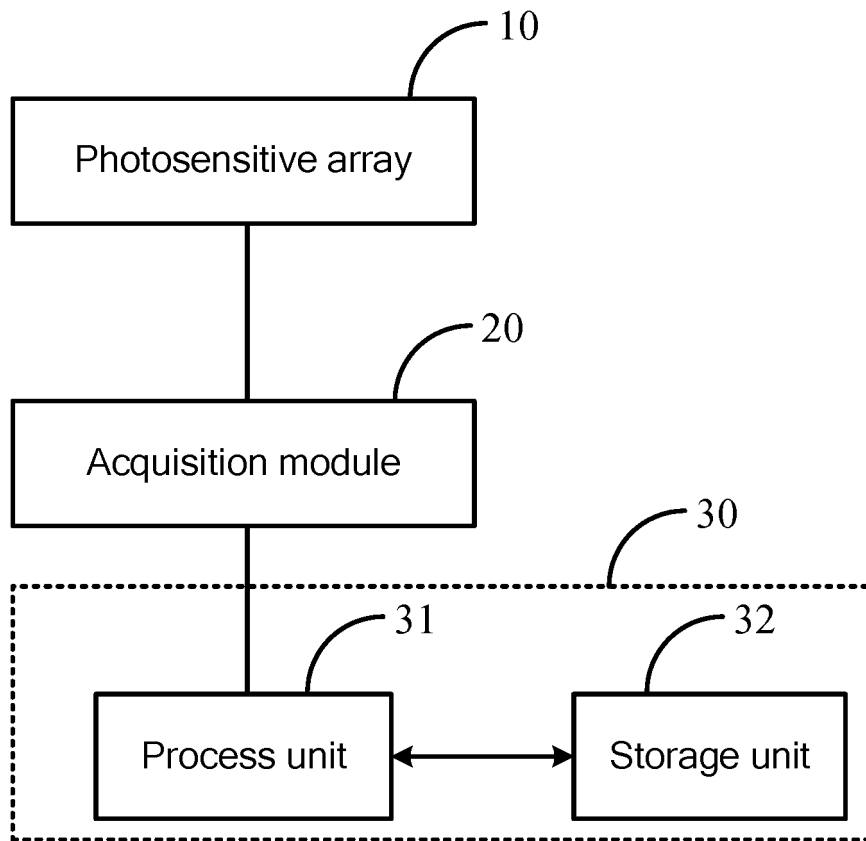 10
Photosensitive array
20
Acquisition module
30
31
32
Process unit
Storage unit